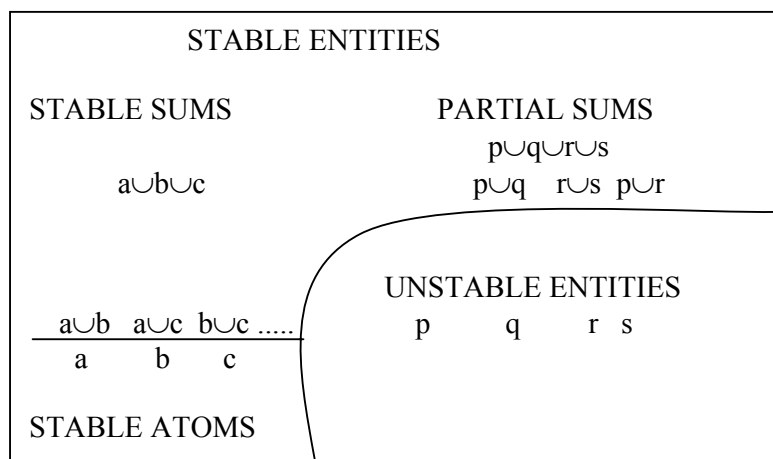 STABLE ENTITIES
STABLE SUMS PARTIAL SUMS
p∪q∪r∪s
a∪b∪c p∪q r∪s p∪r
UNSTABLE ENTITIES
a∪b a∪c b∪c ..... p q r s
a b c
STABLE ATOMS